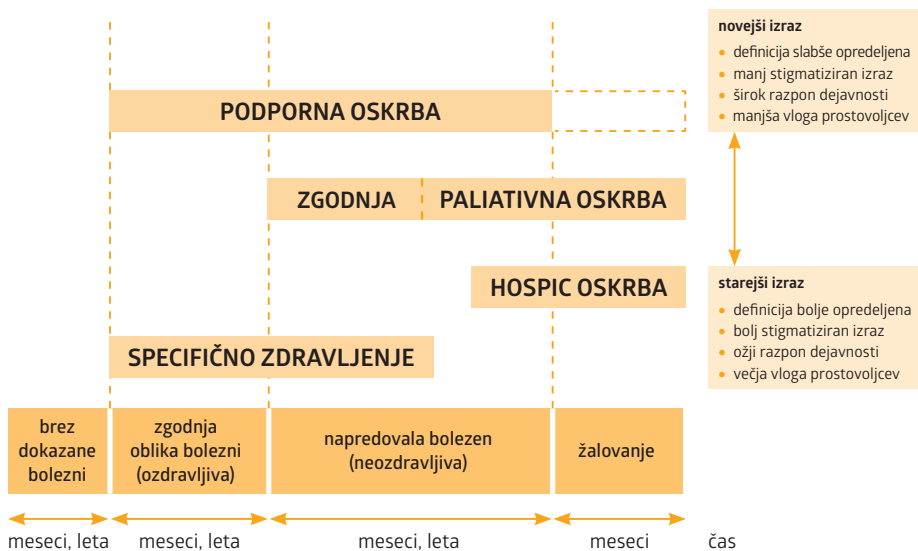 novejši izraz
• definicija slabše opredeljena
• manj stigmatiziran izraz
• širok razpon dejavnosti
• manjša vloga prostovoljcev
PODPORNA OSKRBA
ZGODNJA PALIATIVNA OSKRBA
HOSPIC OSKRBA
starejši izraz
• definicija bolje opredeljena
• bolj stigmatiziran izraz
• ožji razpon dejavnosti
• večja vloga prostovoljcev
SPECIFIČNO ZDRAVLJENJE
brez
dokazane
bolezni
zgodnja
oblika bolezni
(ozdravljiva)
napredovala bolezen
(neozdravljiva)
žalovanje
meseci, leta meseci, leta meseci, leta meseci čas